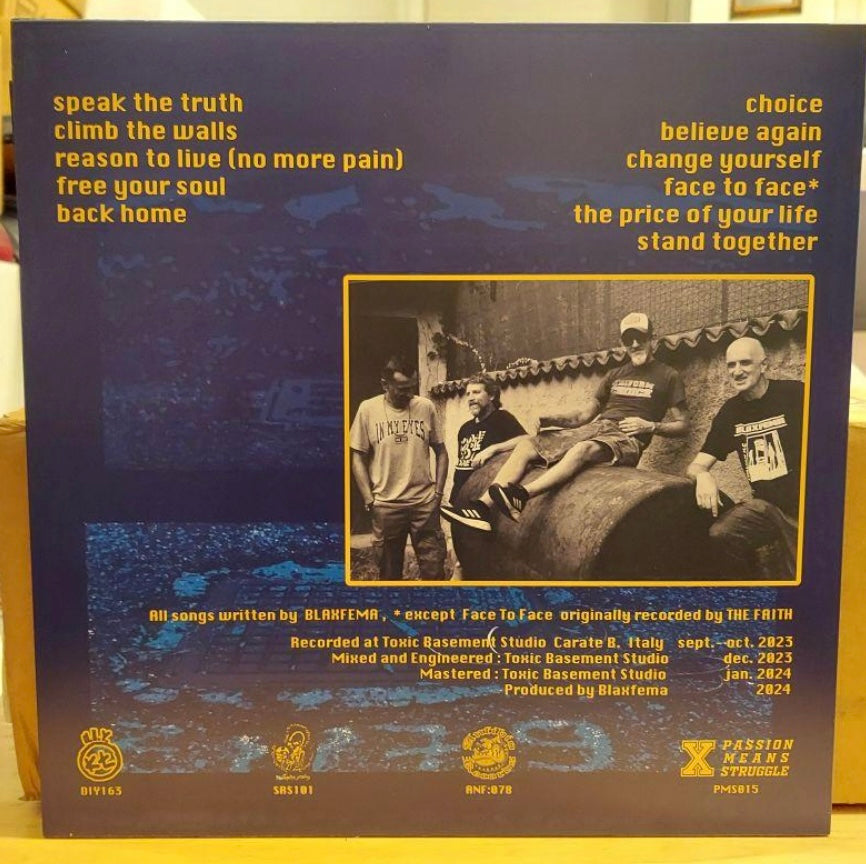 speak the truth
climb the walls
reason to live (no more pain)
free your soul
back home
choice
believe again
change yourself
face to face*
the price of your life
stand together
IN MY EYES
BLAXFEMA
All songs written by BLAXFEMA, * except Face To Face originally recorded by THE FAITH
Recorded at Toxic Basement Studio Carate B. Italy sept.-oct. 2023
Mixed and Engineered : Toxic Basement Studio dec. 2023
Mastered : Toxic Basement Studio jan. 2024
Produced by Blaxfema 2024
DIY163
SRS101
ANF:078
PASSION
MEANS
STRUGGLE
PMS015